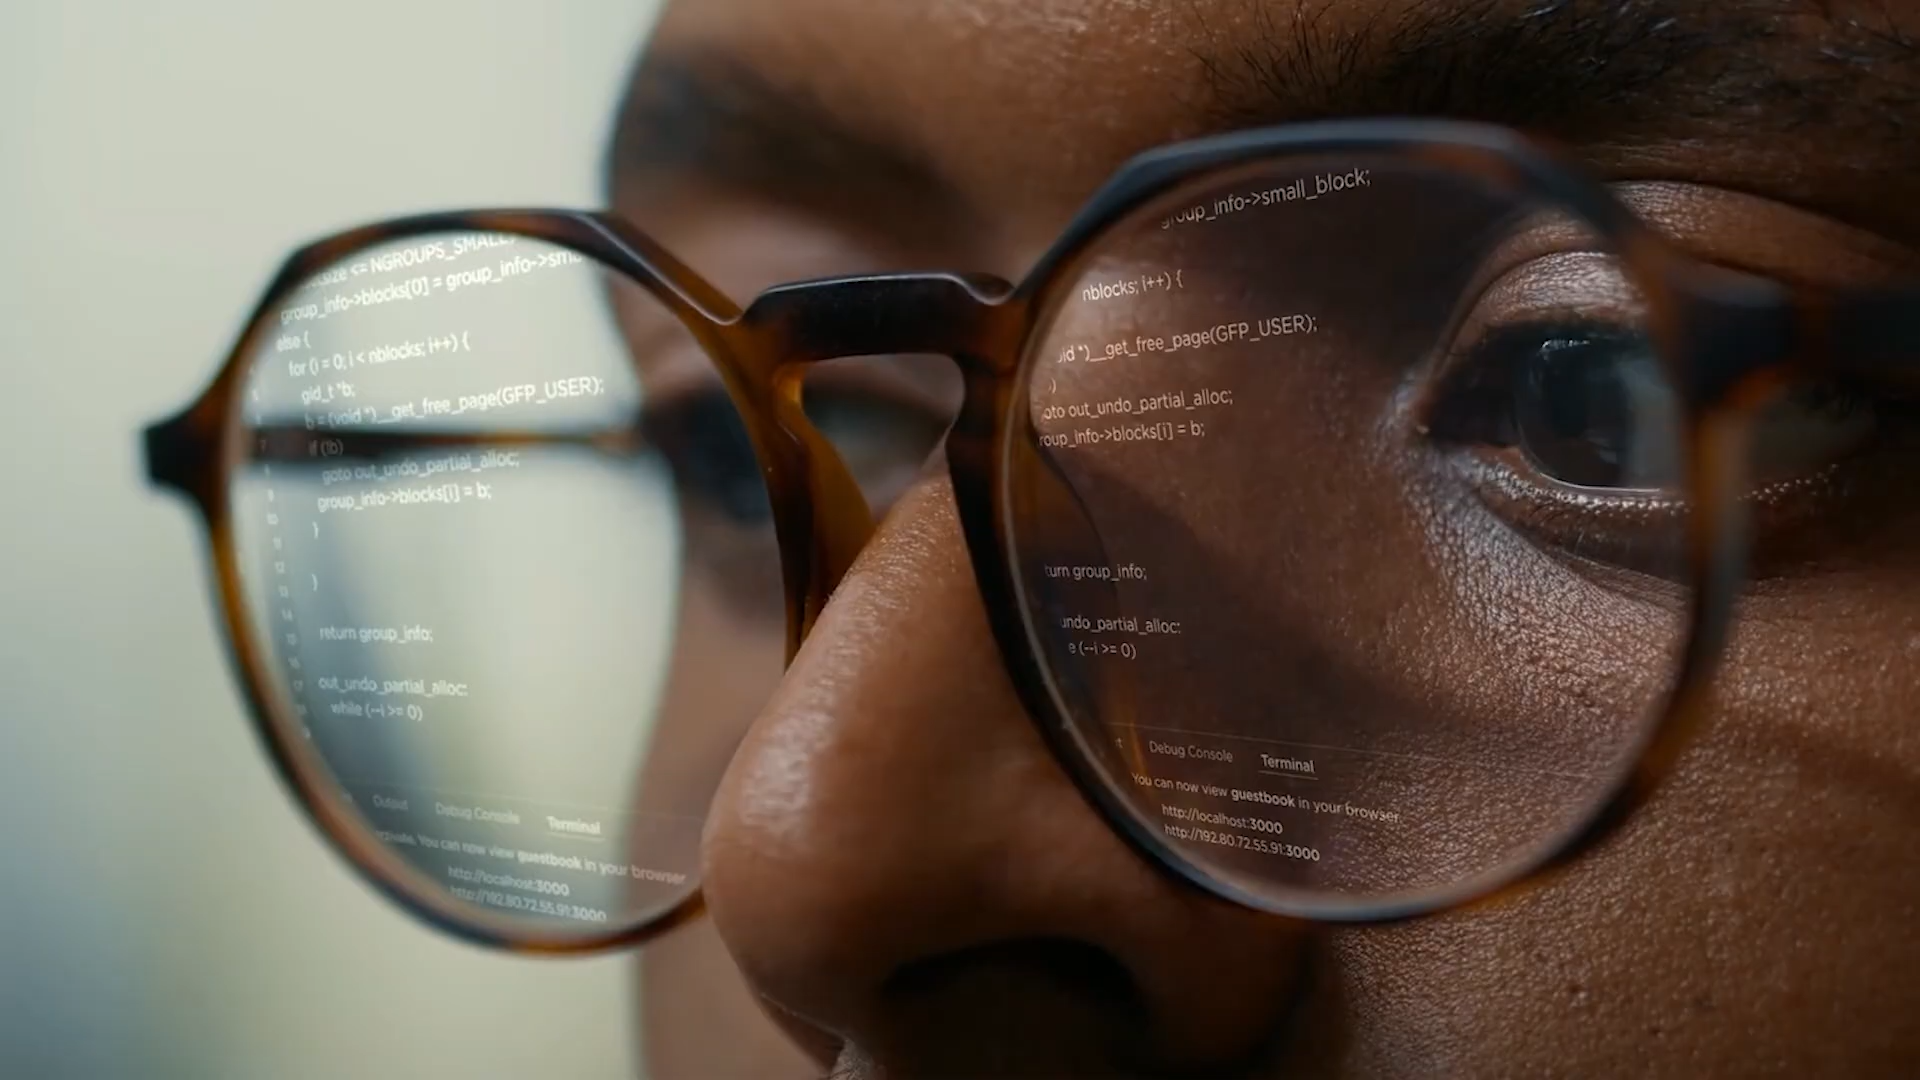 size <= NGROUPS_SMALL
group_info->blocks[0] = group_info->sm
else {
for (i = 0; i < nblocks; i++) {
gid_t *b;
b = (void *)__get_free_page(GFP_USER);
if (!b)
goto out_undo_partial_alloc;
group_info->blocks[i] = b;
}
}
return group_info;
out_undo_partial_alloc:
while (--i >= 0)
Output Debug Console Terminal
You can now view guestbook in your browser
http://localhost:3000
http://192.80.72.55.91:3000
group_info->small_block;
nblocks; i++) {
id *)__get_free_page(GFP_USER);
)
oto out_undo_partial_alloc;
roup_info->blocks[i] = b;
turn group_info;
undo_partial_alloc:
e (--i >= 0)
t Debug Console Terminal
You can now view guestbook in your browser.
http://localhost:3000
http://192.80.72.55.91:3000